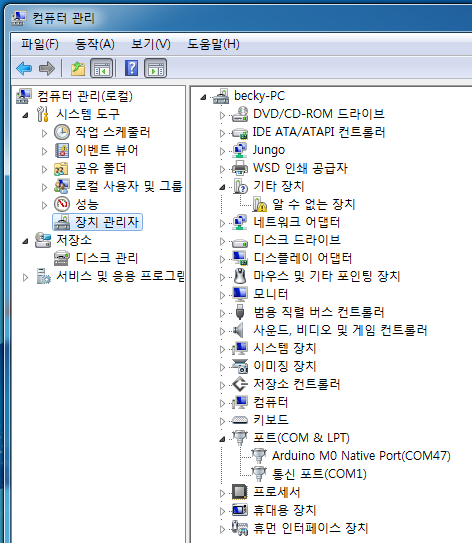 컴퓨터 관리
파일(F) 동작(A) 보기(V) 도움말(H)
컴퓨터 관리(로컬)
시스템 도구
작업 스케줄러
이벤트 뷰어
공유 폴더
로컬 사용자 및 그룹
성능
장치 관리자
저장소
디스크 관리
서비스 및 응용 프로그램
becky-PC
DVD/CD-ROM 드라이브
IDE ATA/ATAPI 컨트롤러
Jungo
WSD 인쇄 공급자
기타 장치
알 수 없는 장치
네트워크 어댑터
디스크 드라이브
디스플레이 어댑터
마우스 및 기타 포인팅 장치
모니터
범용 직렬 버스 컨트롤러
사운드, 비디오 및 게임 컨트롤러
시스템 장치
이미징 장치
저장소 컨트롤러
컴퓨터
키보드
포트(COM & LPT)
Arduino M0 Native Port(COM47)
통신 포트(COM1)
프로세서
휴대용 장치
휴먼 인터페이스 장치